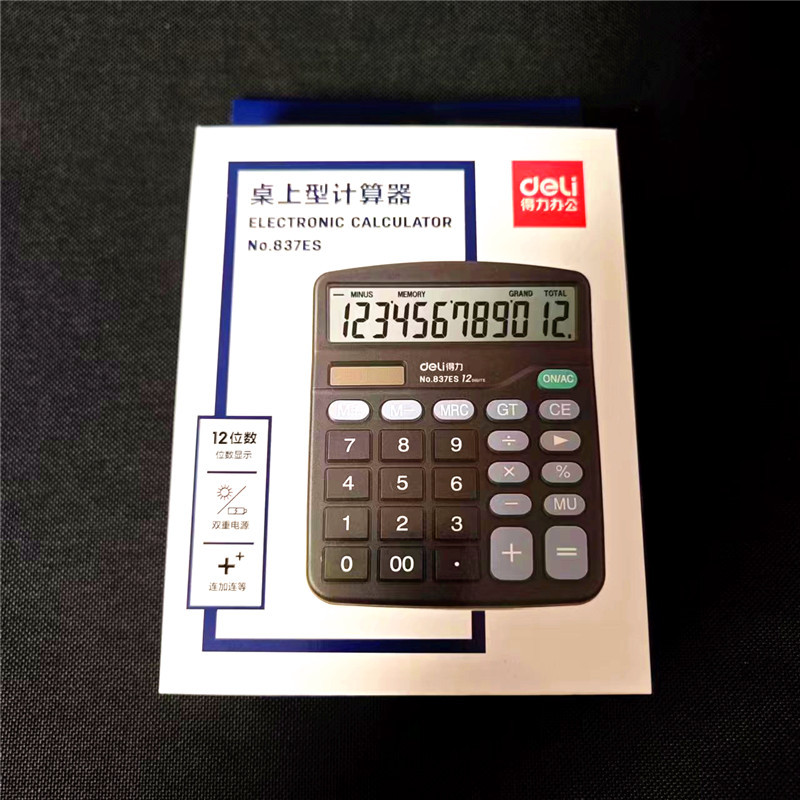 桌上型计算器
ELECTRONIC CALCULATOR
No.837ES
deli
得力办公
MINUS MEMORY GRAND TOTAL
123456789012.
deli得力
No.837ES 12 DIGITS
ON/AC
M+ M− MRC GT CE
7 8 9 ÷ ▶
4 5 6 × %
1 2 3 − MU
0 00 · + =
12位数
位数显示
双重电源
++
连加连等